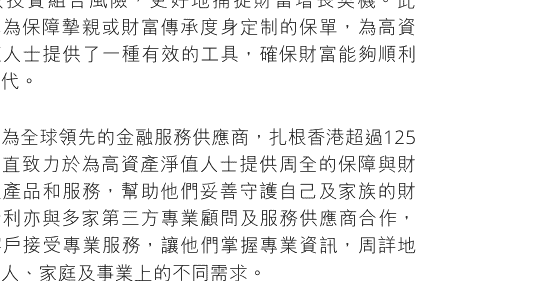 投資組合風險，更好地捕捉財富增長契機。此
為保障摯親或財富傳承度身定制的保單，為高資
人士提供了一種有效的工具，確保財富能夠順利
代。
為全球領先的金融服務供應商，扎根香港超過125
直致力於為高資產淨值人士提供周全的保障與財
產品和服務，幫助他們妥善守護自己及家族的財
利亦與多家第三方專業顧問及服務供應商合作，
戶接受專業服務，讓他們掌握專業資訊，周詳地
人、家庭及事業上的不同需求。